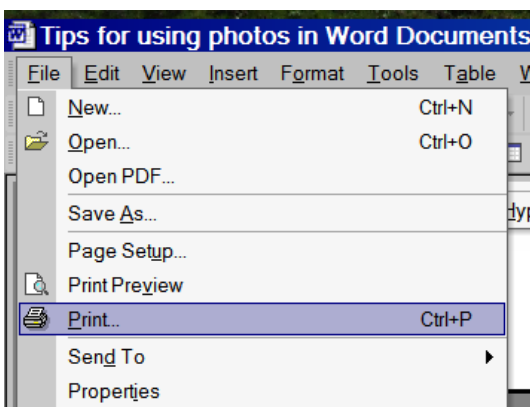 Tips for using photos in Word Documents
File Edit View Insert Format Tools Table
New... Ctrl+N
Open... Ctrl+O
Open PDF...
Save As...
Page Setup...
Print Preview
Print... Ctrl+P
Send To
Properties